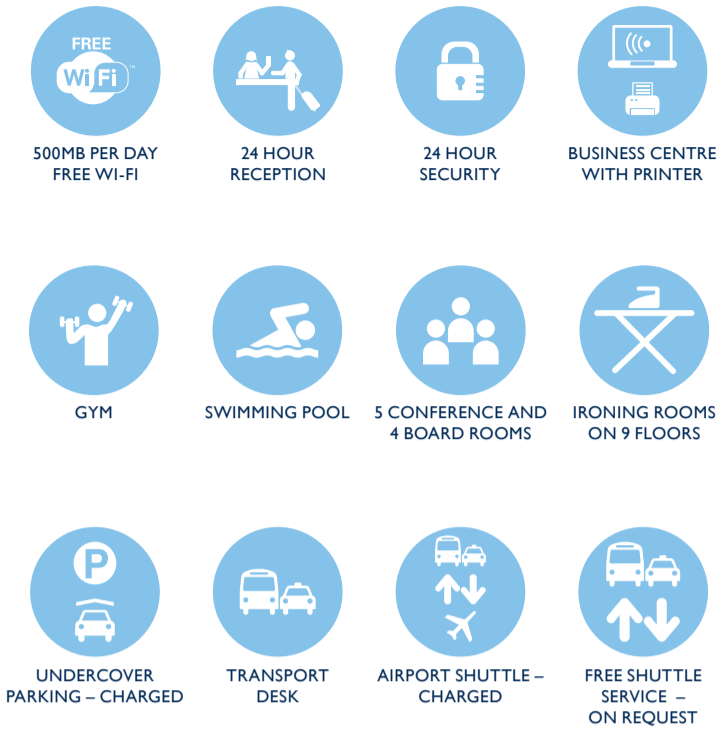 FREE
Wi Fi™
500MB PER DAY
FREE WI-FI
24 HOUR
RECEPTION
24 HOUR
SECURITY
BUSINESS CENTRE
WITH PRINTER
GYM
SWIMMING POOL
5 CONFERENCE AND
4 BOARD ROOMS
IRONING ROOMS
ON 9 FLOORS
P
UNDERCOVER
PARKING – CHARGED
TRANSPORT
DESK
AIRPORT SHUTTLE –
CHARGED
FREE SHUTTLE
SERVICE –
ON REQUEST